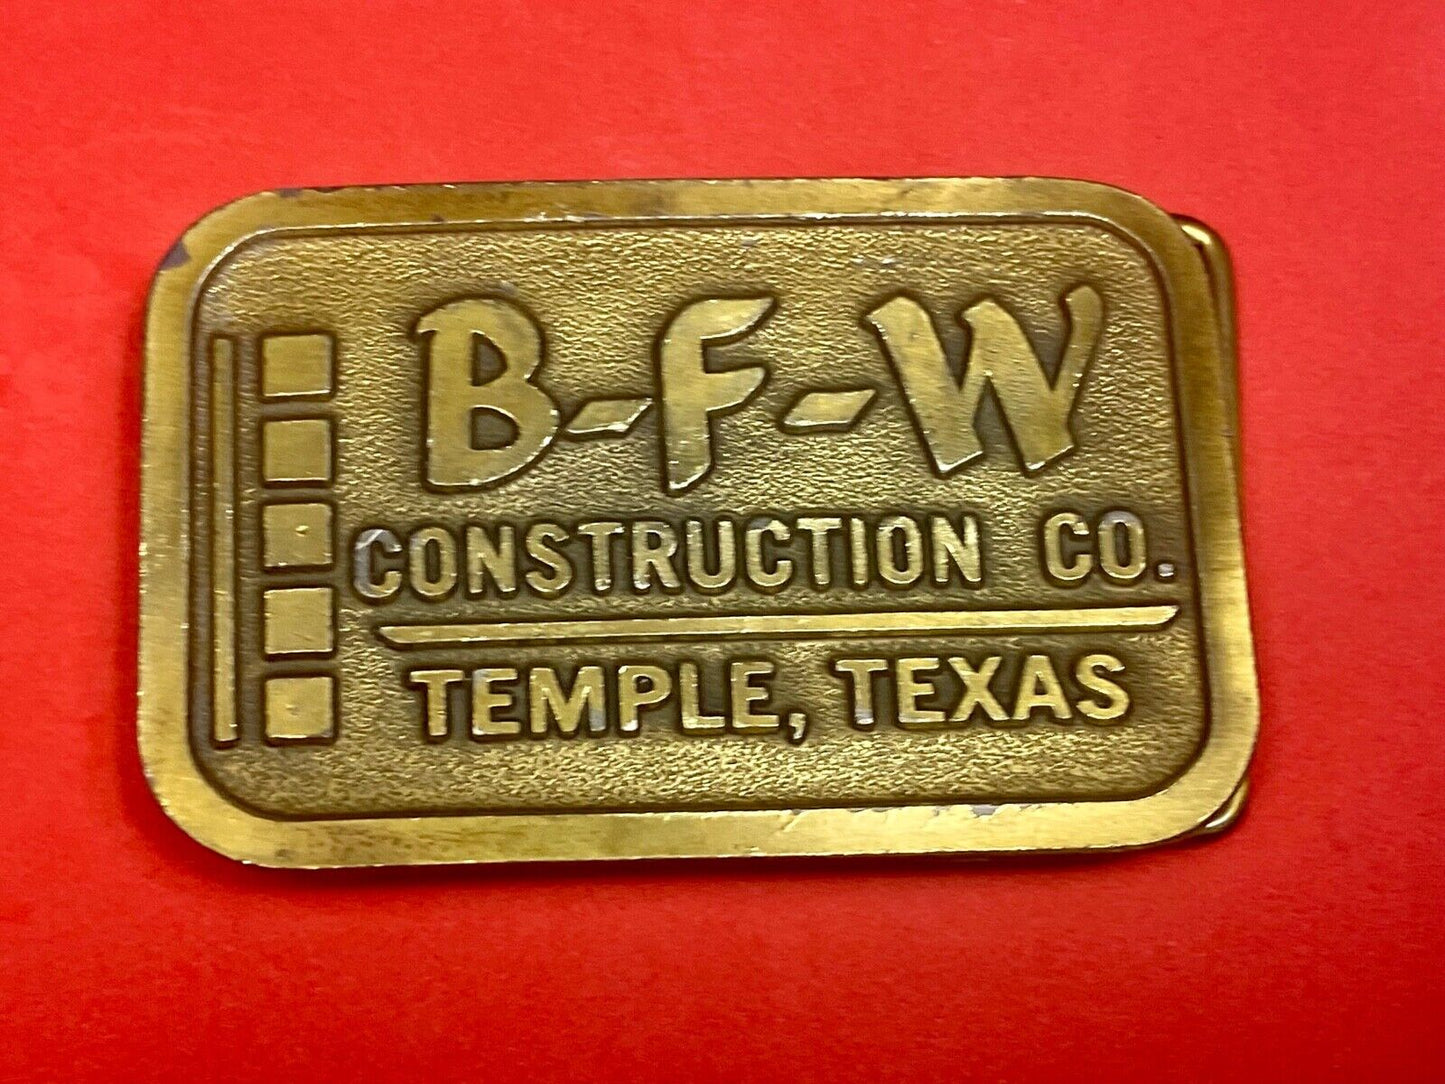 B-F-W
CONSTRUCTION CO.
TEMPLE, TEXAS